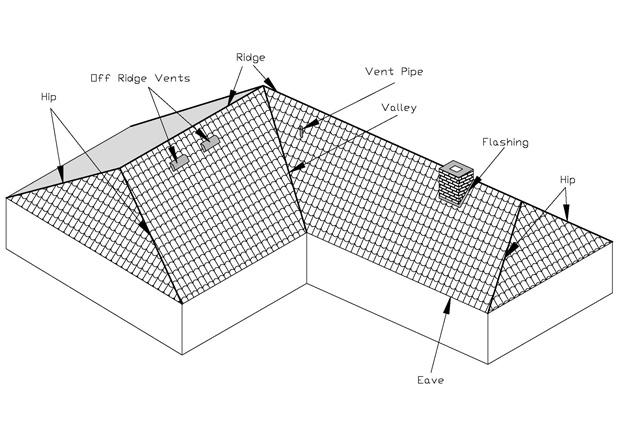 Ridge
Off Ridge Vents
Vent Pipe
Hip
Valley
Flashing
Hip
Eave